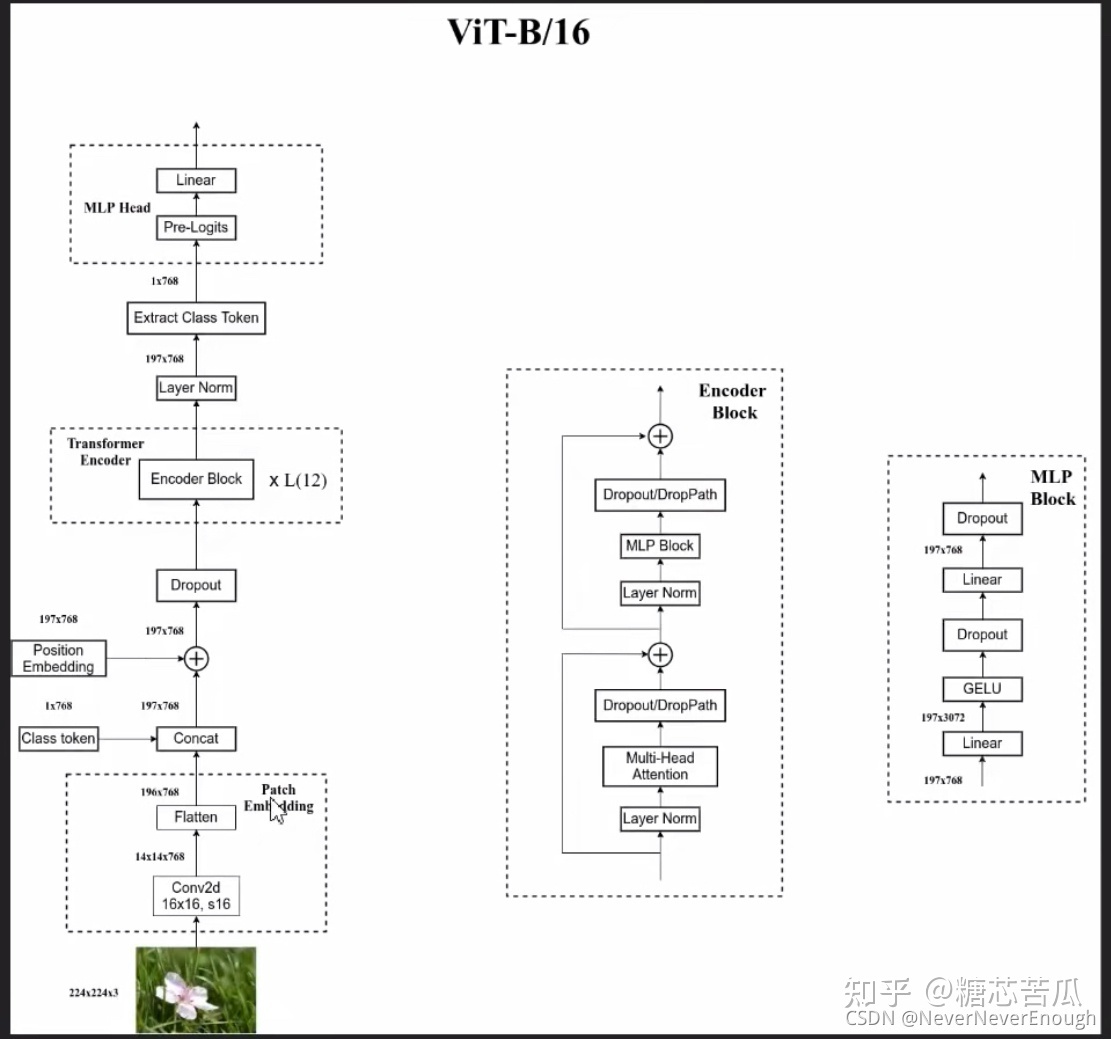 ViT-B/16
Linear
MLP Head
Pre-Logits
1x768
Extract Class Token
197x768
Layer Norm
Transformer
Encoder
Encoder Block
x L(12)
Dropout
197x768
197x768
Position
Embedding
1x768
197x768
Class token
Concat
196x768
Patch
Embedding
Flatten
14x14x768
Conv2d
16x16, s16
224x224x3
Encoder
Block
Dropout/DropPath
MLP Block
Layer Norm
Dropout/DropPath
Multi-Head
Attention
Layer Norm
MLP
Block
Dropout
197x768
Linear
Dropout
GELU
197x3072
Linear
197x768
知乎 @糖芯苦瓜
CSDN @NeverNeverEnough